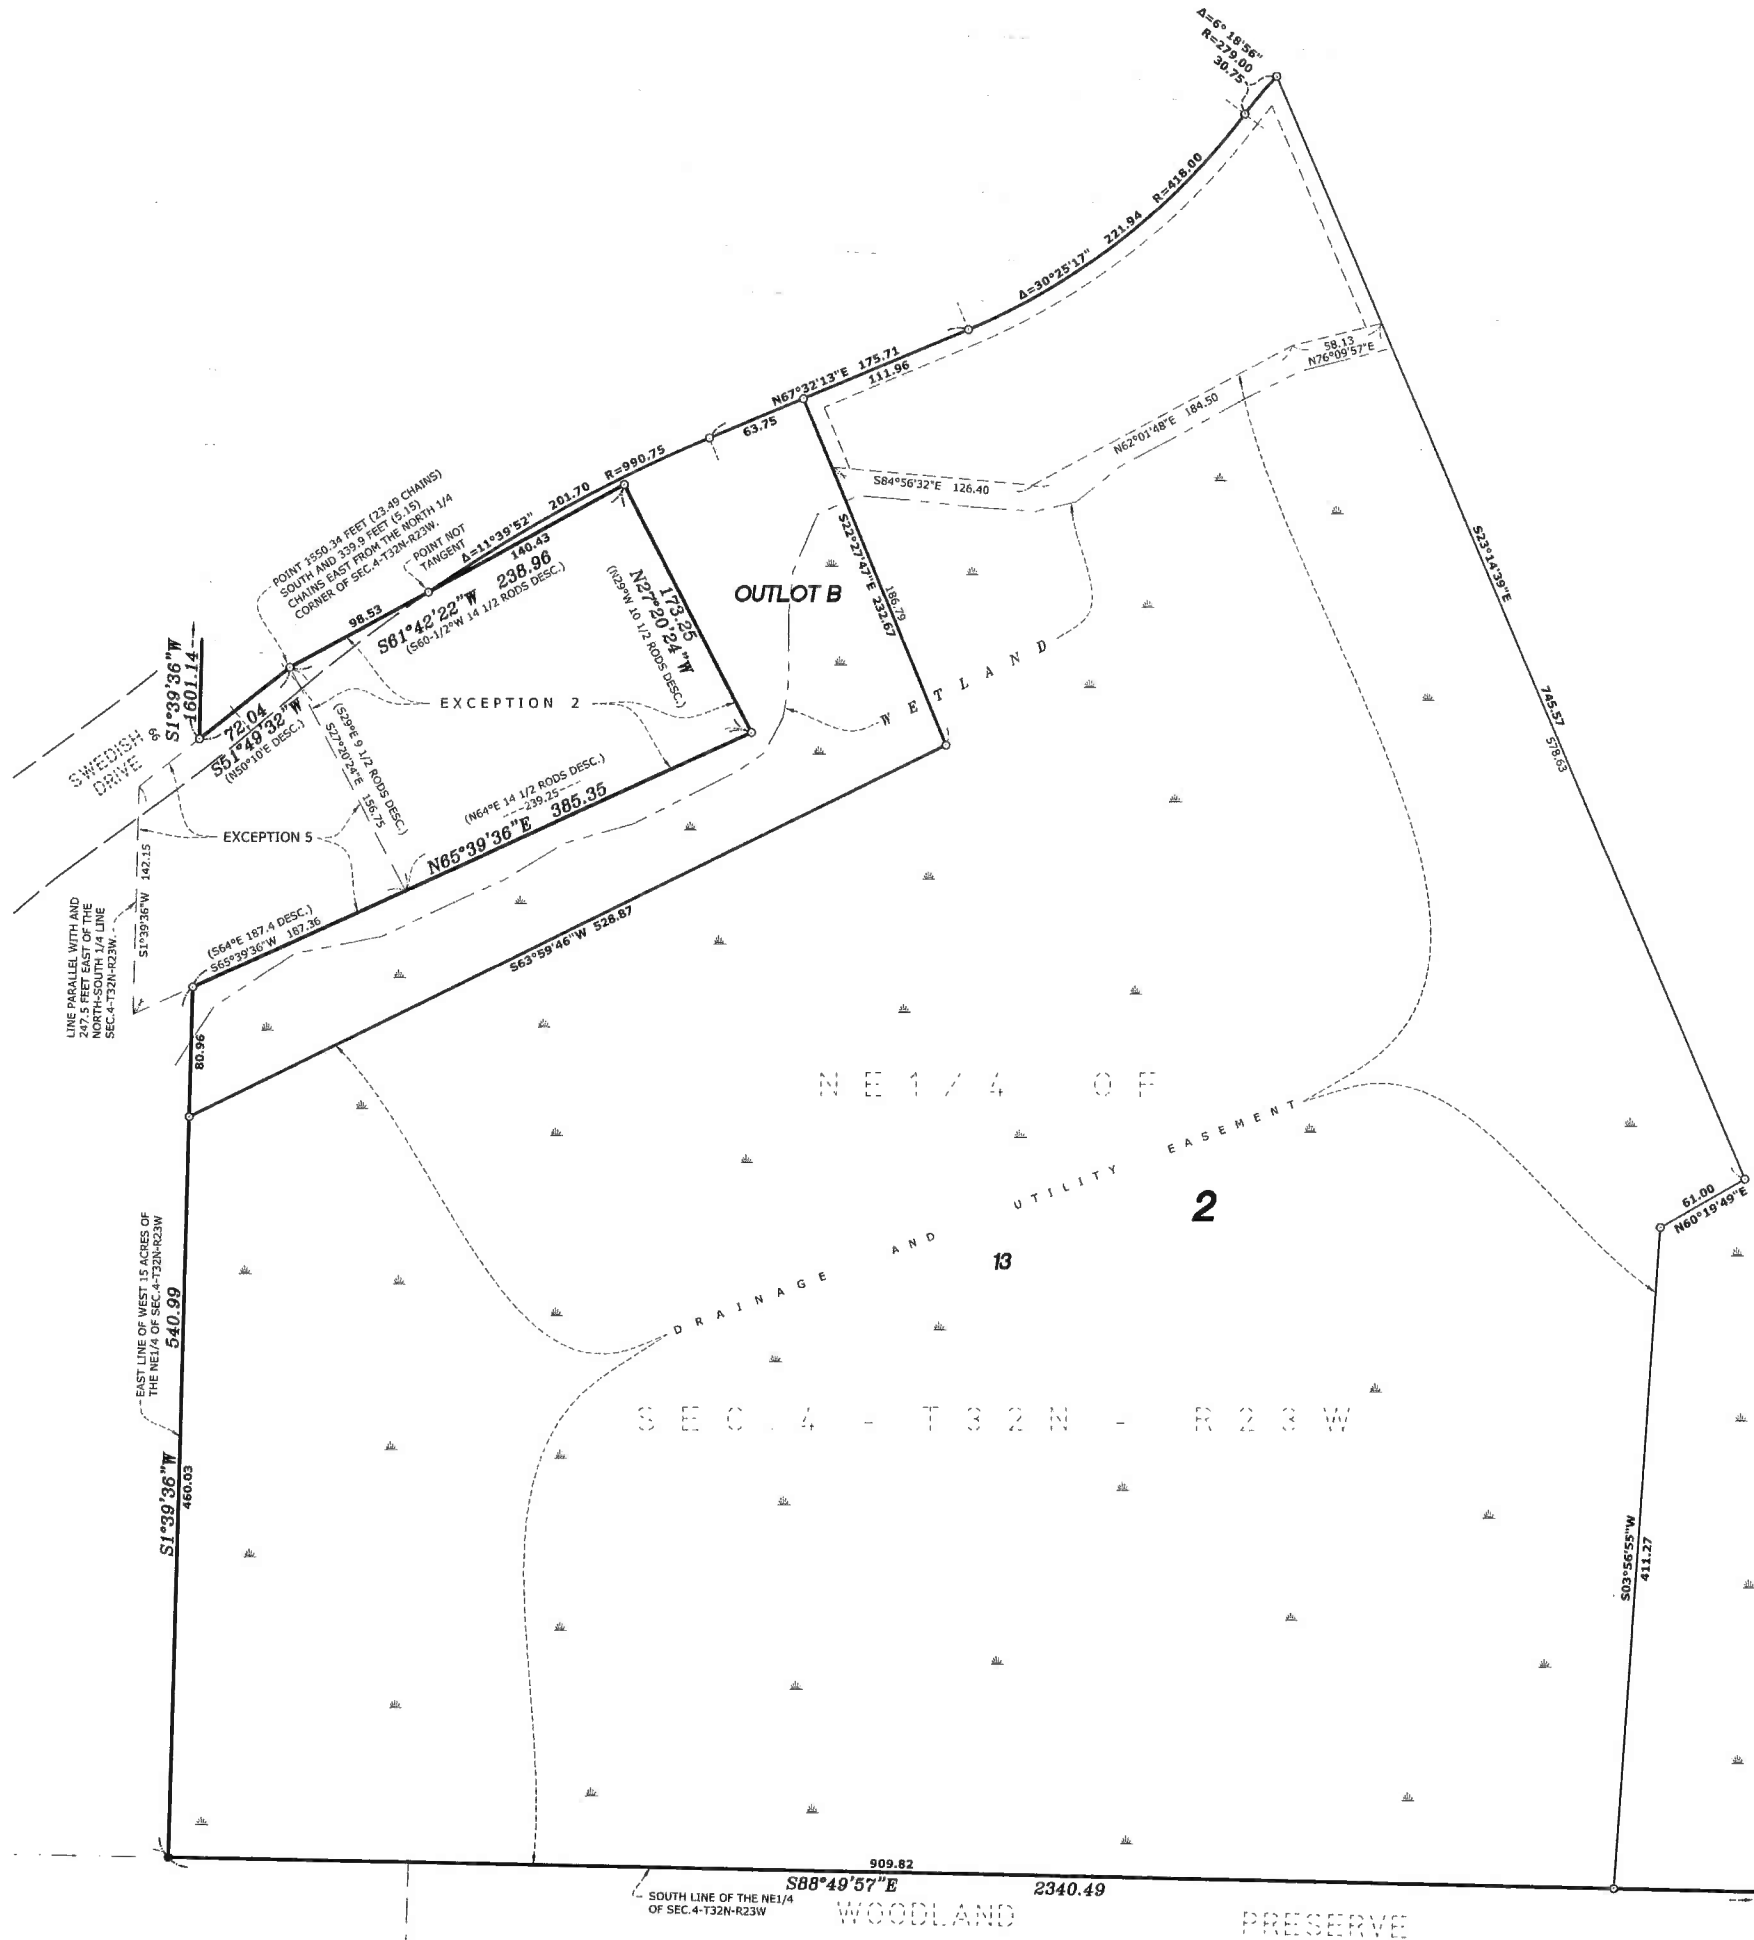 Δ=6° 18'56"
R=279.00
30.75
Δ=30°25'17" 221.94 R=418.00
N67°32'13"E 175.71
111.96
63.75
58.13
N76°09'57"E
N62°01'48"E 184.50
S84°56'32"E 126.40
Δ=11°39'52" 201.70 R=990.75
POINT 1550.34 FEET (23.49 CHAINS)
SOUTH AND 339.9 FEET (5.15)
CHAINS EAST FROM THE NORTH 1/4
CORNER OF SEC.4-T32N-R23W.
POINT NOT
TANGENT
140.43
98.53
S61°42'22"W 238.96
(S60-1/2°W 14 1/2 RODS DESC.)
173.25
N27°20'24"W
(N29°W 10 1/2 RODS DESC.)
OUTLOT B
S22°27'47"E 232.67
186.79
S23°14'39"E
745.57
578.63
S1°39'36"W
1601.14
72.04
S51°49'32"W
(N50°10'E DESC.)
SWEDISH
DRIVE
60
EXCEPTION 2
(S29°E 9 1/2 RODS DESC.)
S27°20'24"E 156.75
WETLAND
EXCEPTION 5
(N64°E 14 1/2 RODS DESC.)
239.25
N65°39'36"E 385.35
S1°39'36"W 142.15
LINE PARALLEL WITH AND
247.5 FEET EAST OF THE
NORTH-SOUTH 1/4 LINE
SEC.4-T32N-R23W.
(S64°E 187.4 DESC.)
S65°39'36"W 187.36
S63°59'46"W 528.87
80.96
NE1/4 OF
DRAINAGE AND UTILITY EASEMENT
2
13
61.00
N60°19'49"E
EAST LINE OF WEST 15 ACRES OF
THE NE1/4 OF SEC.4-T32N-R23W
540.99
S1°39'36"W
460.03
SEC.4-T32N-R23W
S03°56'55"W
411.27
909.82
S88°49'57"E 2340.49
SOUTH LINE OF THE NE1/4
OF SEC.4-T32N-R23W
WOODLAND PRESERVE